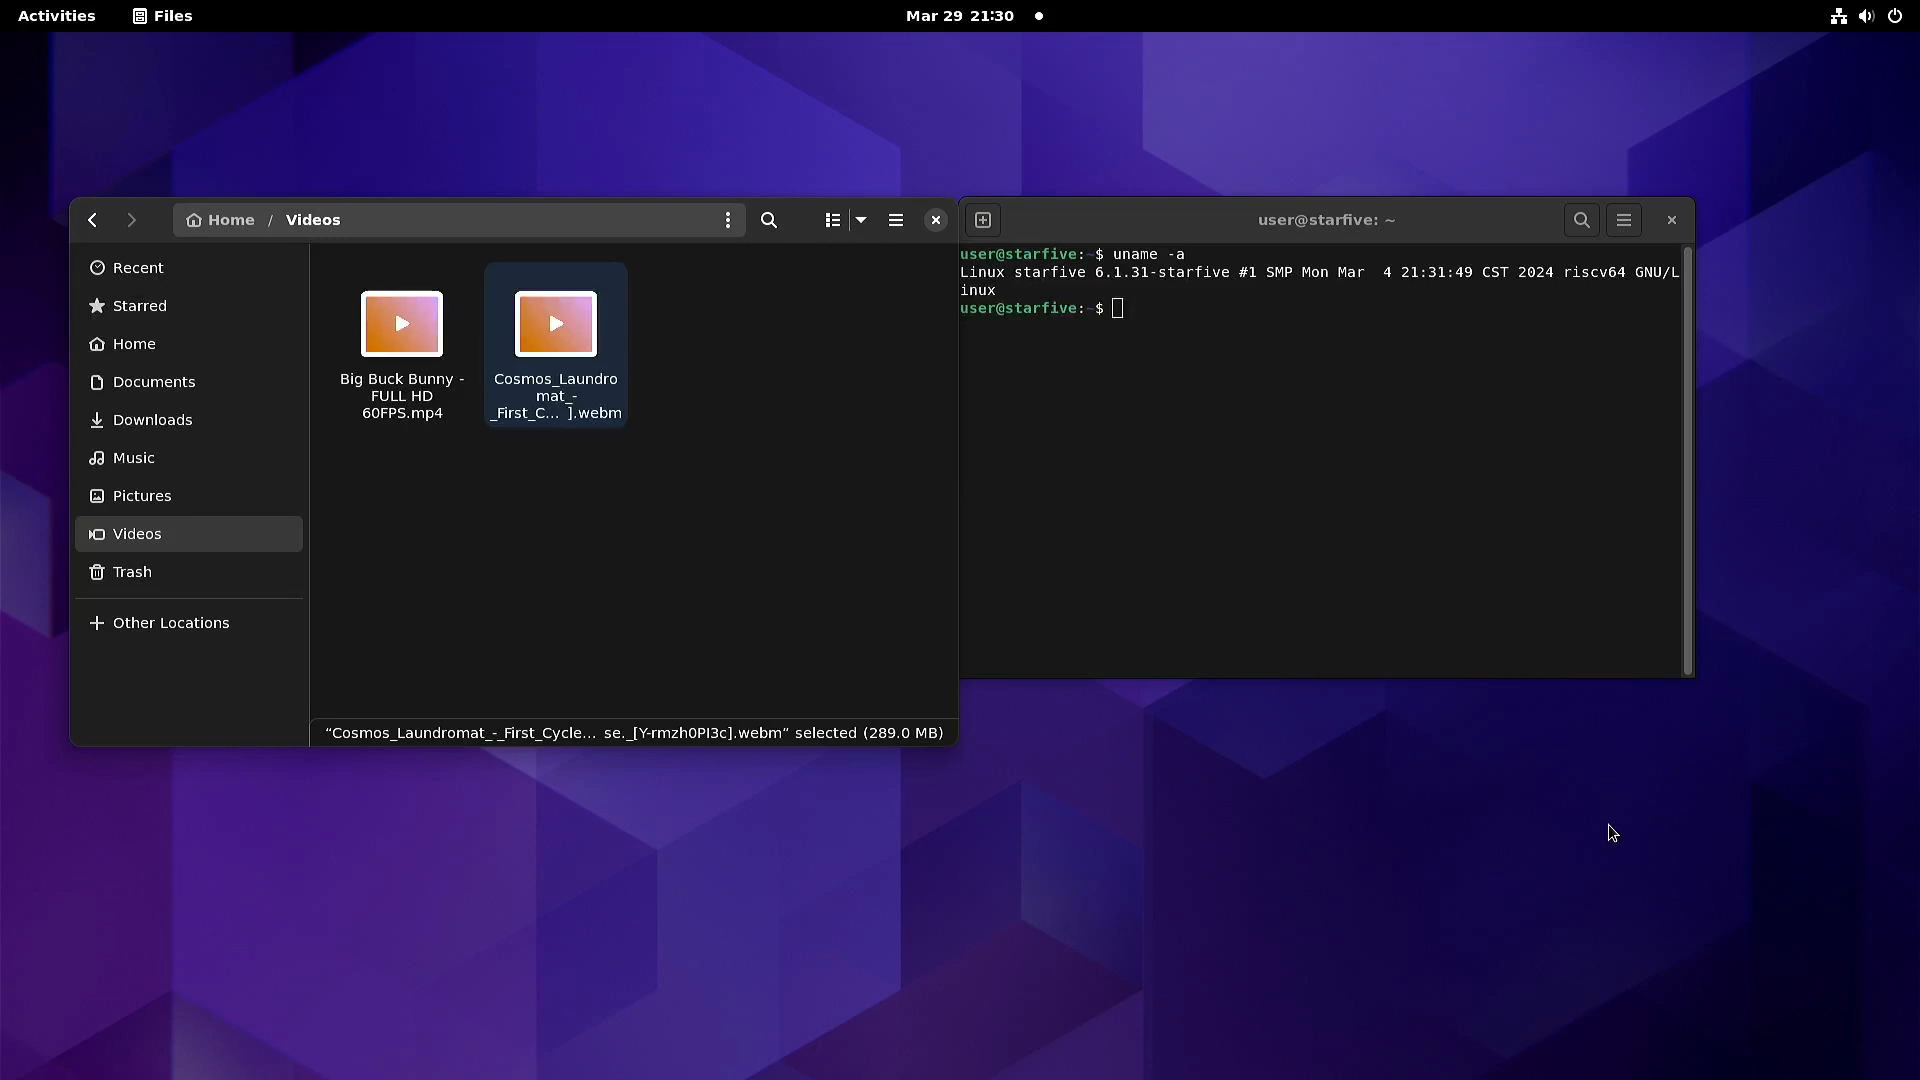 Activities
Files
Mar 29 21:30
Home / Videos
Recent
Starred
Home
Documents
Downloads
Music
Pictures
Videos
Trash
Other Locations
Big Buck Bunny -
FULL HD
60FPS.mp4
Cosmos_Laundro
mat_-
_First_C… ].webm
“Cosmos_Laundromat_-_First_Cycle… se._[Y-rmzh0PI3c].webm” selected (289.0 MB)
user@starfive: ~
user@starfive:~$ uname -a
Linux starfive 6.1.31-starfive #1 SMP Mon Mar  4 21:31:49 CST 2024 riscv64 GNU/L
inux
user@starfive:~$